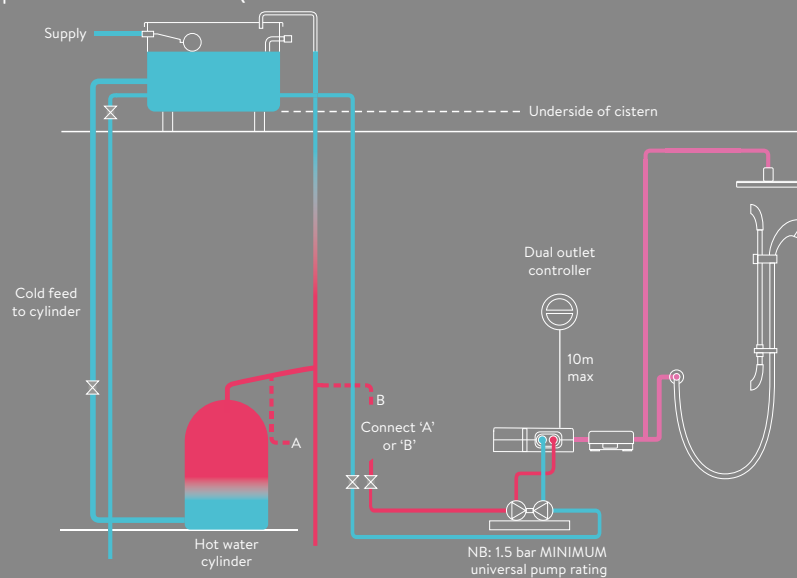 Supply
Underside of cistern
Dual outlet
controller
Cold feed
to cylinder
10m
max
B
Connect ‘A’
or ‘B’
A
Hot water
cylinder
NB: 1.5 bar MINIMUM
universal pump rating